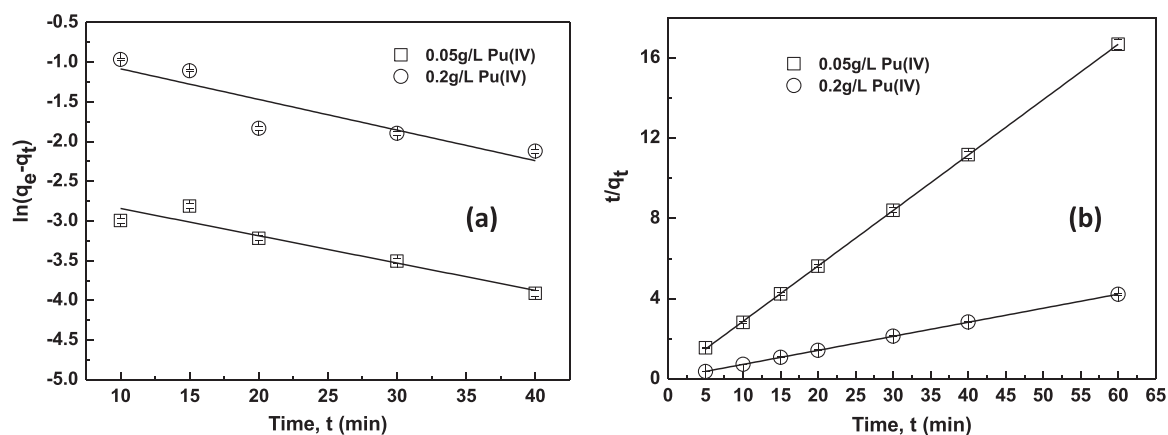 -0.5
-1.0
-1.5
-2.0
-2.5
-3.0
-3.5
-4.0
-4.5
-5.0
ln(qe-qt)
0.05g/L Pu(IV)
0.2g/L Pu(IV)
(a)
10 15 20 25 30 35 40
Time, t (min)
16
12
8
4
0
t/qt
0.05g/L Pu(IV)
0.2g/L Pu(IV)
(b)
0 5 10 15 20 25 30 35 40 45 50 55 60 65
Time, t (min)